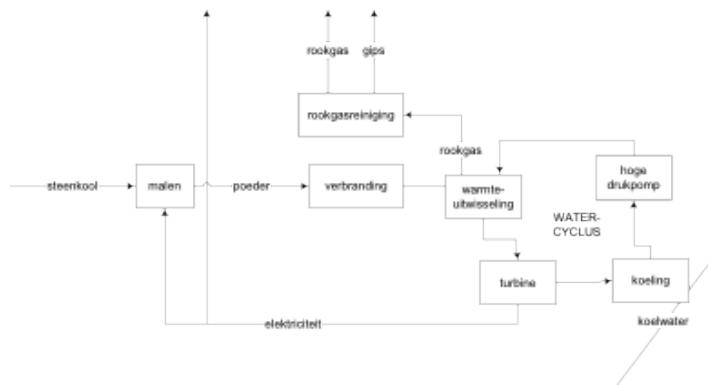 rookgas
gips
rookgasreiniging
rookgas
steenkool
malen
poeder
verbranding
warmte-
uitwisseling
hoge
drukpomp
WATER-
CYCLUS
turbine
koeling
elektriciteit
koelwater